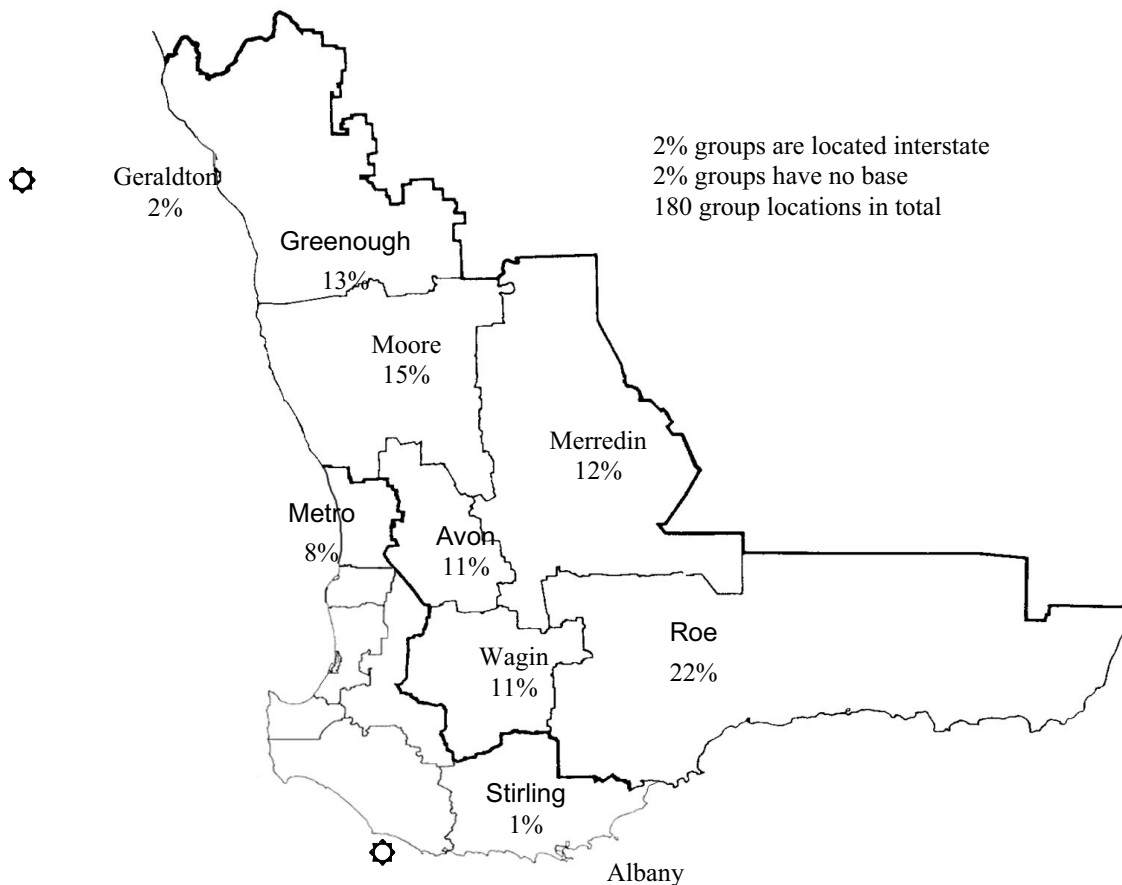 2% groups are located interstate
2% groups have no base
180 group locations in total
Geraldton
2%
Greenough
13%
Moore
15%
Merredin
12%
Metro
8%
Avon
11%
Roe
22%
Wagin
11%
Stirling
1%
Albany